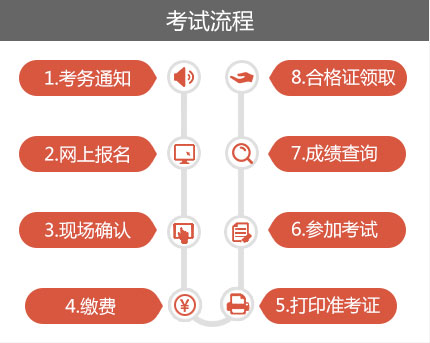 考试流程
1.考务通知
2.网上报名
3.现场确认
4.缴费
5.打印准考证
6.参加考试
7.成绩查询
8.合格证领取
¥